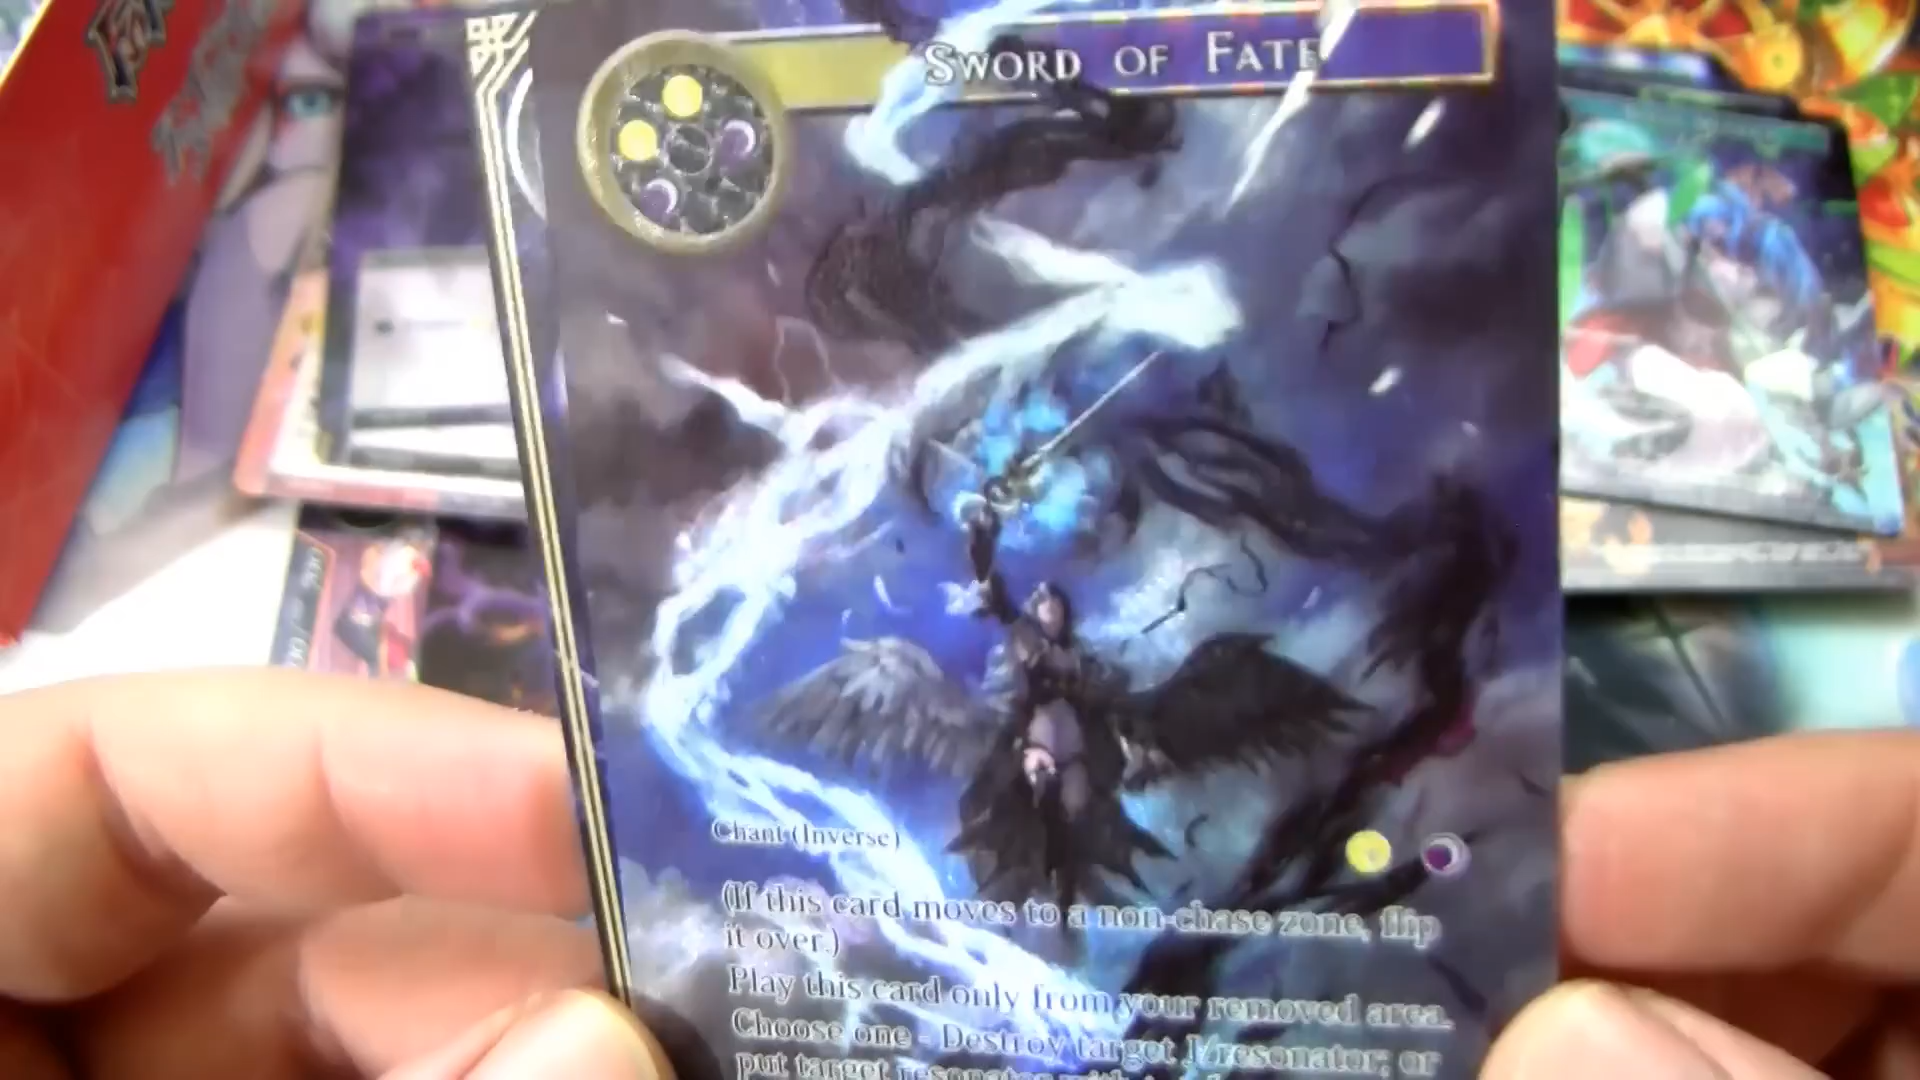 SWORD OF FATE
Chant (Inverse)
(If this card moves to a non-chase zone, flip
it over.)
Play this card only from your removed area.
Choose one - Destroy target J/resonator; or
put target resonator with